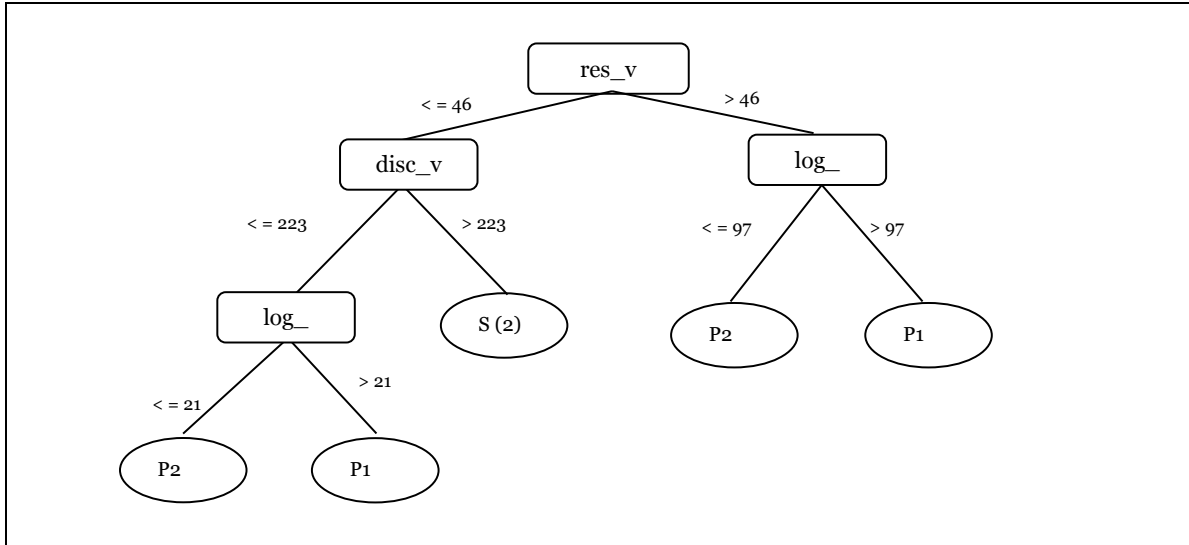 res_v
< = 46
> 46
disc_v
log_
< = 223
> 223
< = 97
> 97
log_
S (2)
P2
P1
< = 21
> 21
P2
P1